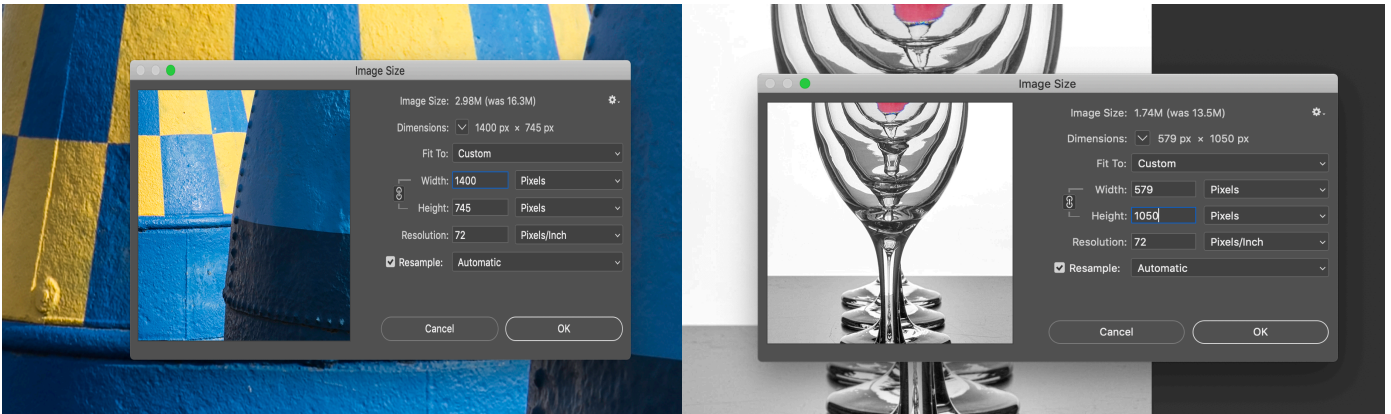 Image Size
Image Size: 2.98M (was 16.3M)
Dimensions: 1400 px × 745 px
Fit To: Custom
Width: 1400 Pixels
Height: 745 Pixels
Resolution: 72 Pixels/Inch
Resample: Automatic
Cancel OK
Image Size
Image Size: 1.74M (was 13.5M)
Dimensions: 579 px × 1050 px
Fit To: Custom
Width: 579 Pixels
Height: 1050 Pixels
Resolution: 72 Pixels/Inch
Resample: Automatic
Cancel OK